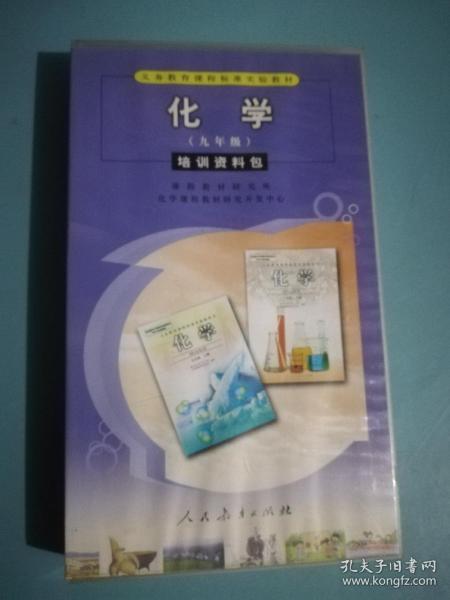 义务教育课程标准实验教材
化学
（九年级）
培训资料包
课程教材研究所
化学课程教材研究开发中心
化学
化学
人民教育出版社
孔夫子旧书网
www.kongfz.com